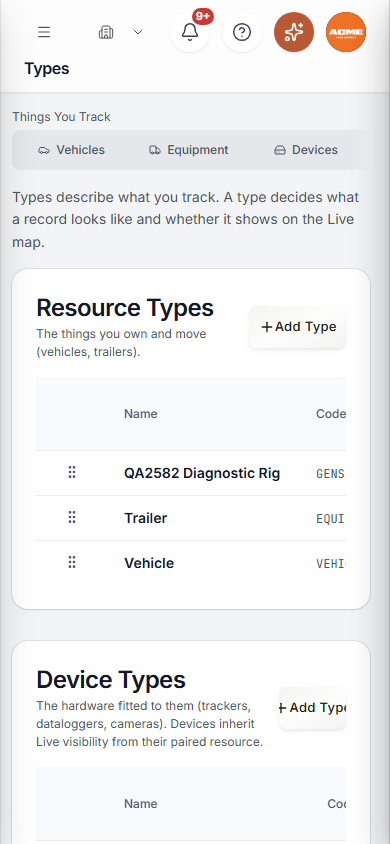 9+
ACME
Types
Things You Track
Vehicles
Equipment
Devices
Types describe what you track. A type decides what
a record looks like and whether it shows on the Live
map.
Resource Types
The things you own and move
(vehicles, trailers).
+ Add Type
Name
Code
QA2582 Diagnostic Rig
GENS
Trailer
EQUI
Vehicle
VEHI
Device Types
The hardware fitted to them (trackers,
dataloggers, cameras). Devices inherit
Live visibility from their paired resource.
+ Add Type
Name
Cod